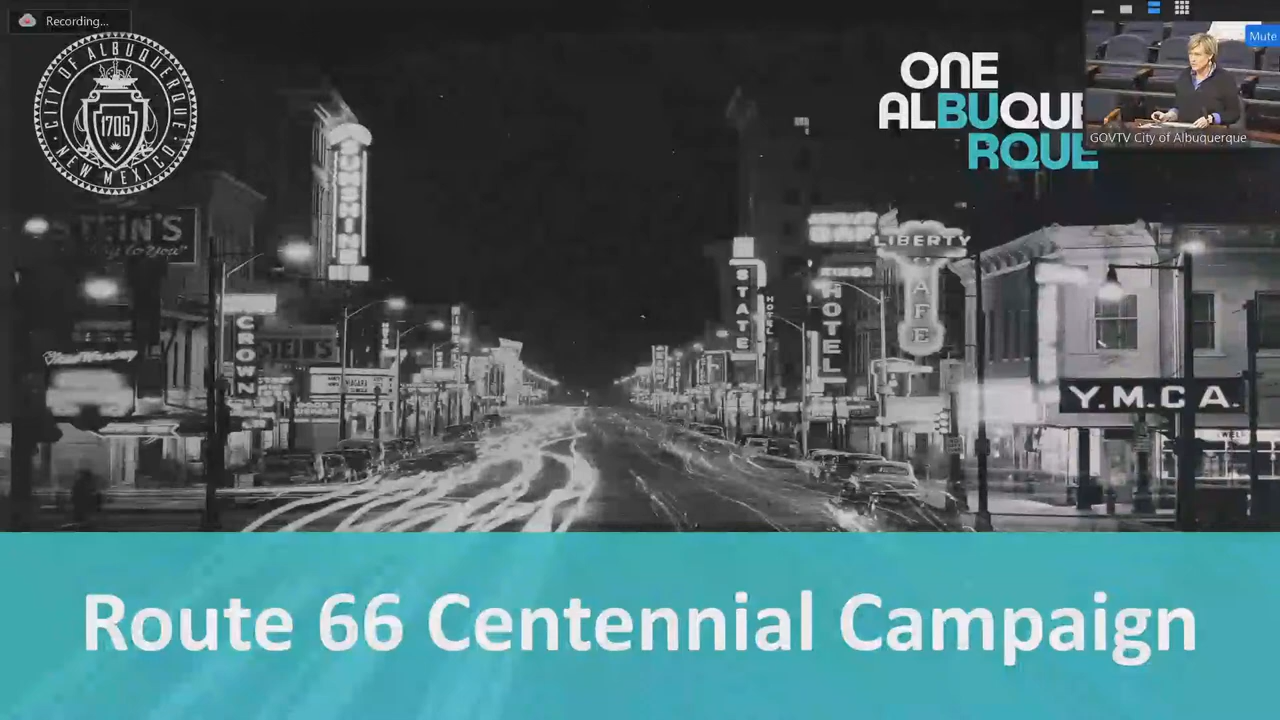 Recording...
CITY OF ALBUQUERQUE
NEW MEXICO
1706
ONE
ALBUQUE
RQUE
Mute
GOVTV City of Albuquerque
STEIN'S
SUNSHINE
CROWN
STEIN'S
STATE
HOTEL
HOTEL
LIBERTY
CAFE
Y.M.C.A.
Route 66 Centennial Campaign